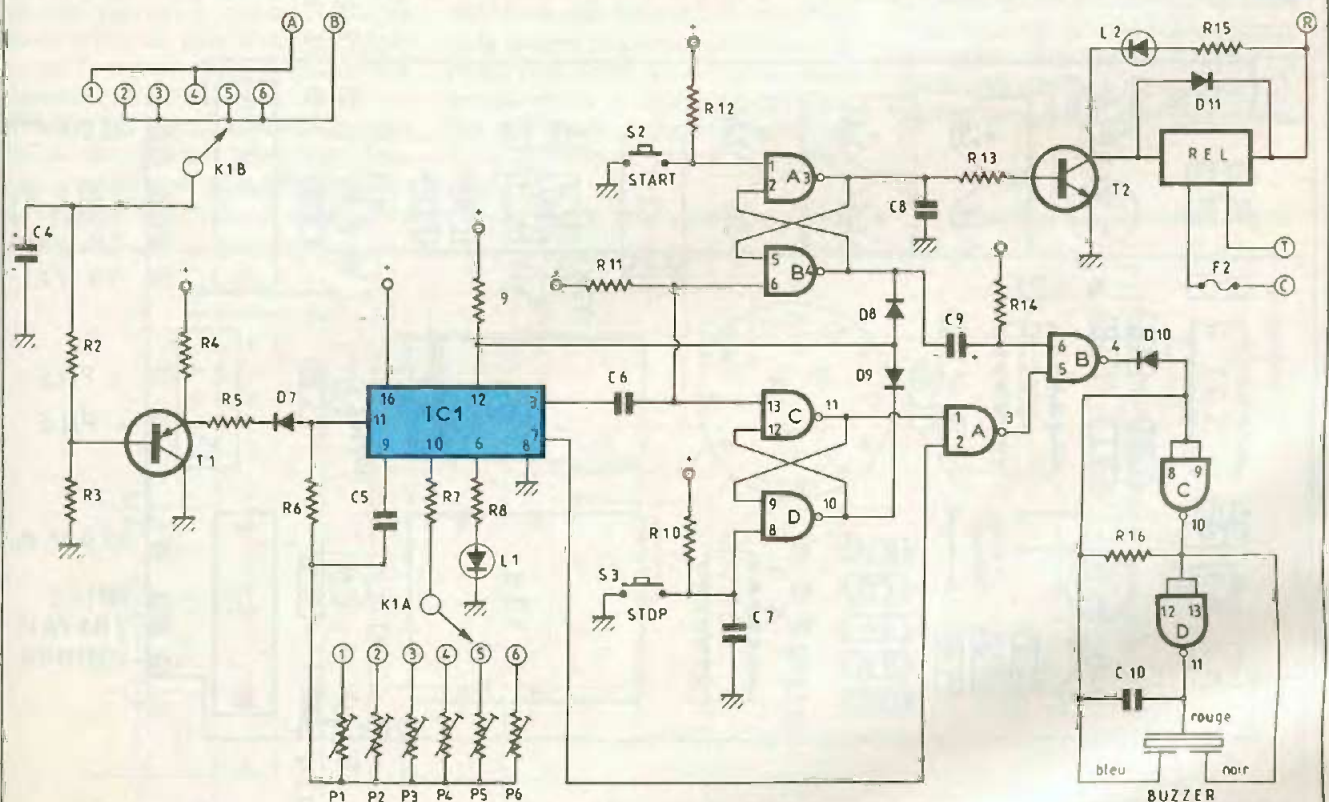 A B
L2 R15 R
1 2 3 4 5 6
D11
R12
K1B
S2
START
1 2 A 3
R13
T2
REL
C4
C8
T
5 6 B 4
R11
F2 C
9
R14
R2 R4
D8
C9
6 5 B 4
D10
R5 D7
16 12 3
11 IC1 7
9 10 6 8
C6
D9
13 12 C 11
1 2 A 3
T1
R3
R6 C5 R7 R8
L1
R10
9 8 D 10
8 9
C
10
R16
S3
STOP
K1A
C7
12 13
D
11
1 2 3 4 5 6
C10
rouge
bleu noir
P1 P2 P3 P4 P5 P6
BUZZER